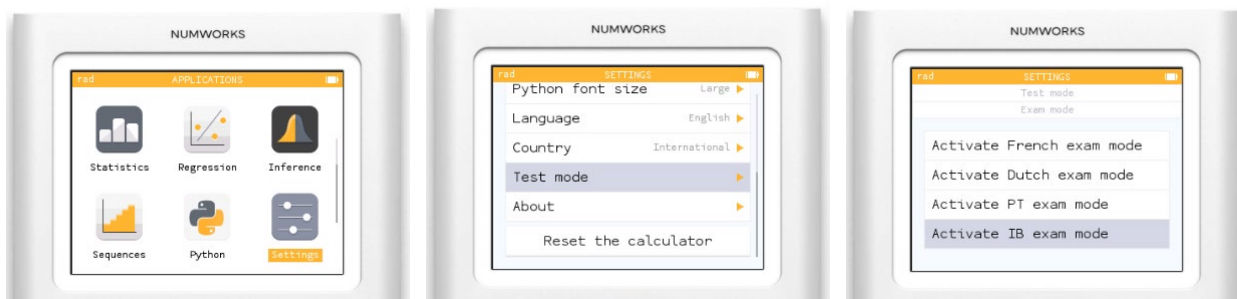 NUMWORKS
rad APPLICATIONS
Statistics Regression Inference
Sequences Python Settings
NUMWORKS
rad SETTINGS
Python font size Large
Language English
Country International
Test mode
About
Reset the calculator
NUMWORKS
rad SETTINGS
Test mode
Exam mode
Activate French exam mode
Activate Dutch exam mode
Activate PT exam mode
Activate IB exam mode